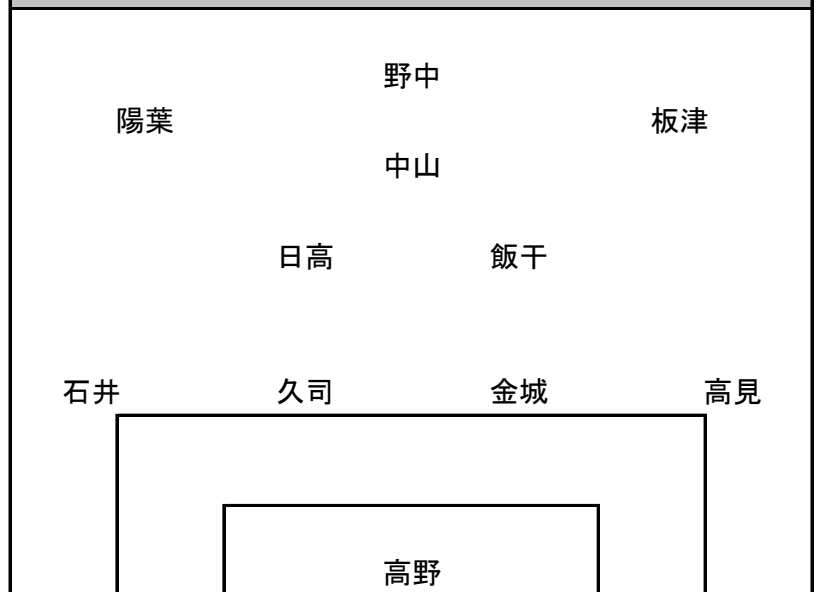 野中
陽葉 板津
中山
日高 飯干
石井 久司 金城 高見
高野